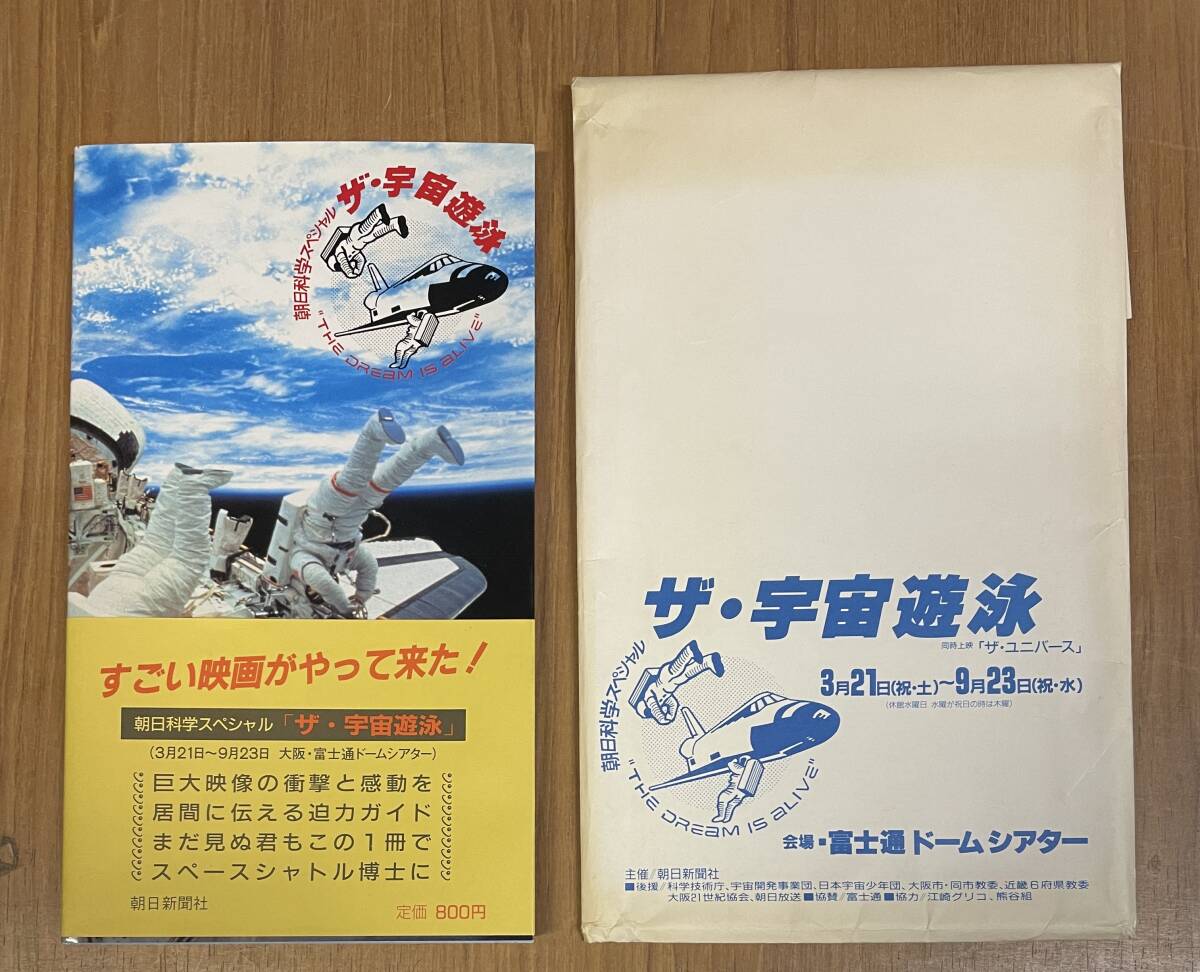 朝日科学スペシャル
ザ・宇宙遊泳
"THE DREAM IS ALIVE"
すごい映画がやって来た！
朝日科学スペシャル「ザ・宇宙遊泳」
(3月21日〜9月23日 大阪・富士通ドームシアター)
巨大映像の衝撃と感動を
居間に伝える迫力ガイド
まだ見ぬ君もこの1冊で
スペースシャトル博士に
朝日新聞社
定価 800円
ザ・宇宙遊泳
同時上映「ザ・ユニバース」
3月21日(祝・土)〜9月23日(祝・水)
(休館水曜日 水曜が祝日の時は木曜)
朝日科学スペシャル
"THE DREAM IS ALIVE"
会場・富士通ドームシアター
主催/朝日新聞社
■後援/科学技術庁、宇宙開発事業団、日本宇宙少年団、大阪市・同市教委、近畿6府県教委
大阪21世紀協会、朝日放送■協賛/富士通■協力/江崎グリコ、熊谷組